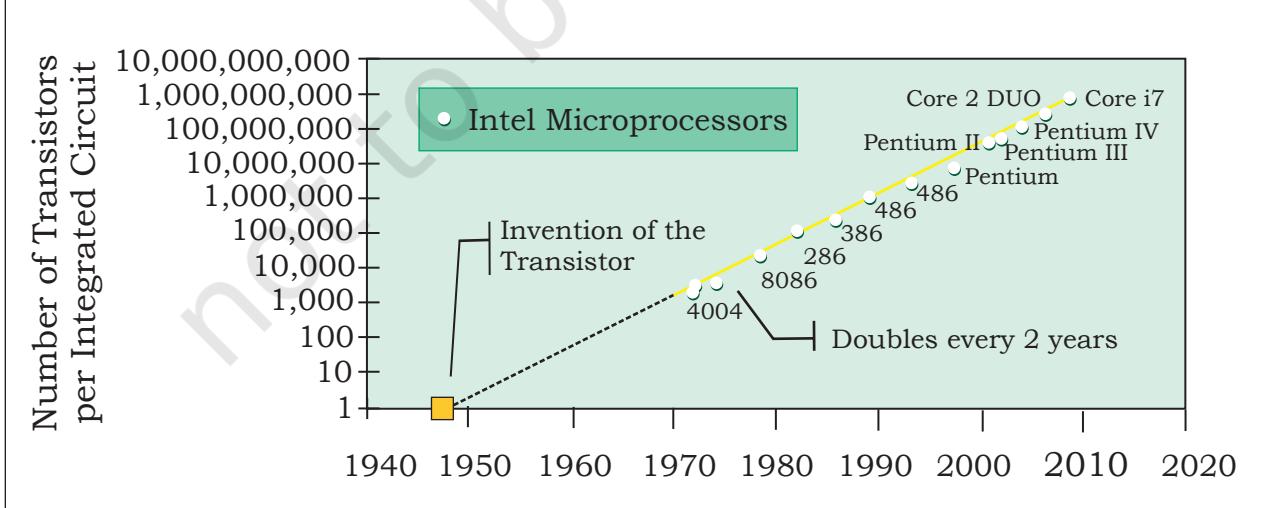 Number of Transistors
per Integrated Circuit
10,000,000,000
1,000,000,000
100,000,000
10,000,000
1,000,000
100,000
10,000
1,000
100
10
1
Intel Microprocessors
Invention of the
Transistor
Doubles every 2 years
4004
8086
286
386
486
486
Pentium
Pentium II
Pentium III
Pentium IV
Core 2 DUO
Core i7
1940 1950 1960 1970 1980 1990 2000 2010 2020
not to b